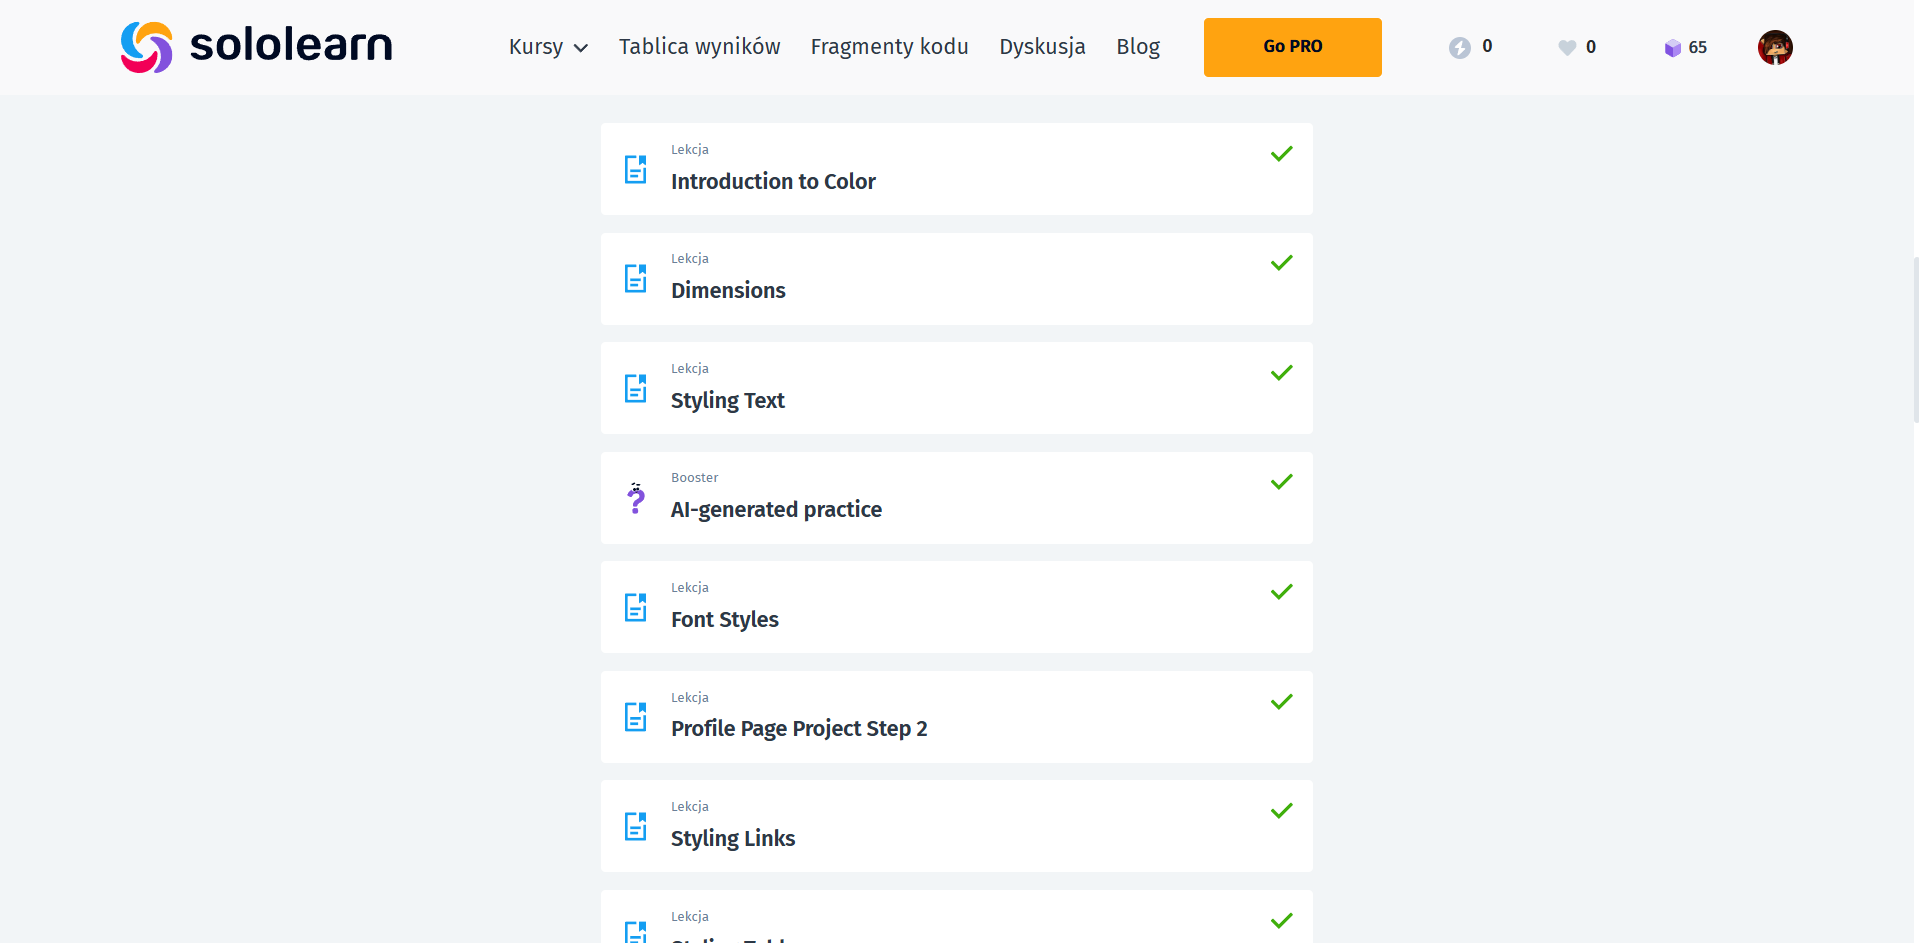 sololearn
Kursy
Tablica wyników
Fragmenty kodu
Dyskusja
Blog
Go PRO
0
0
65
Lekcja
Introduction to Color
Lekcja
Dimensions
Lekcja
Styling Text
Booster
AI-generated practice
Lekcja
Font Styles
Lekcja
Profile Page Project Step 2
Lekcja
Styling Links
Lekcja